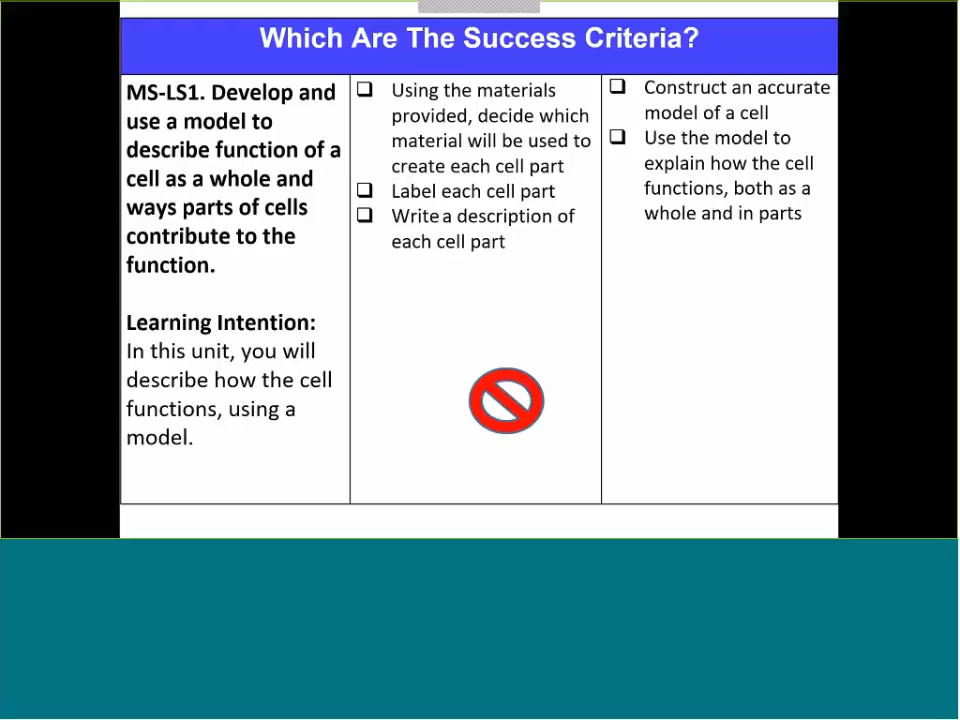 Which Are The Success Criteria?
MS-LS1. Develop and
use a model to
describe function of a
cell as a whole and
ways parts of cells
contribute to the
function.
Learning Intention:
In this unit, you will
describe how the cell
functions, using a
model.
Using the materials
provided, decide which
material will be used to
create each cell part
Label each cell part
Write a description of
each cell part
Construct an accurate
model of a cell
Use the model to
explain how the cell
functions, both as a
whole and in parts